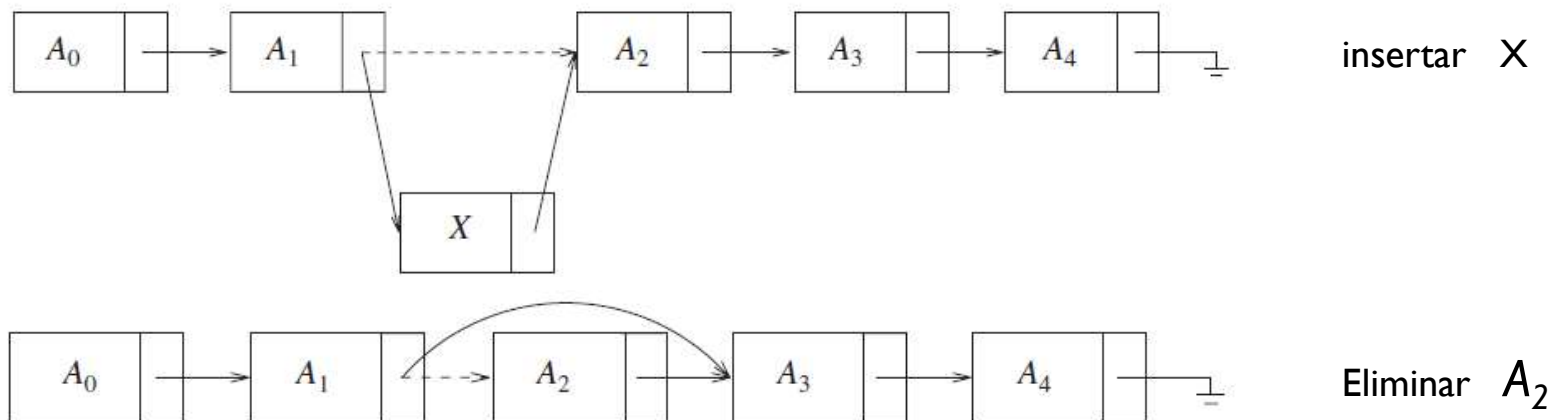 A₀ A₁ A₂ A₃ A₄ insertar X
X
A₀ A₁ A₂ A₃ A₄ Eliminar A₂